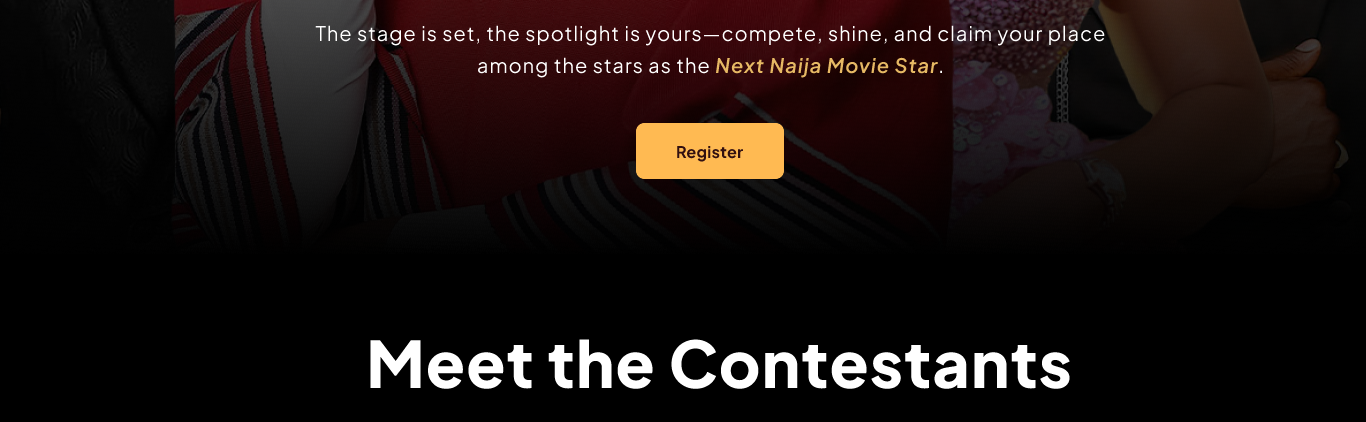 The stage is set, the spotlight is yours—compete, shine, and claim your place
among the stars as the Next Naija Movie Star.
Register
Meet the Contestants